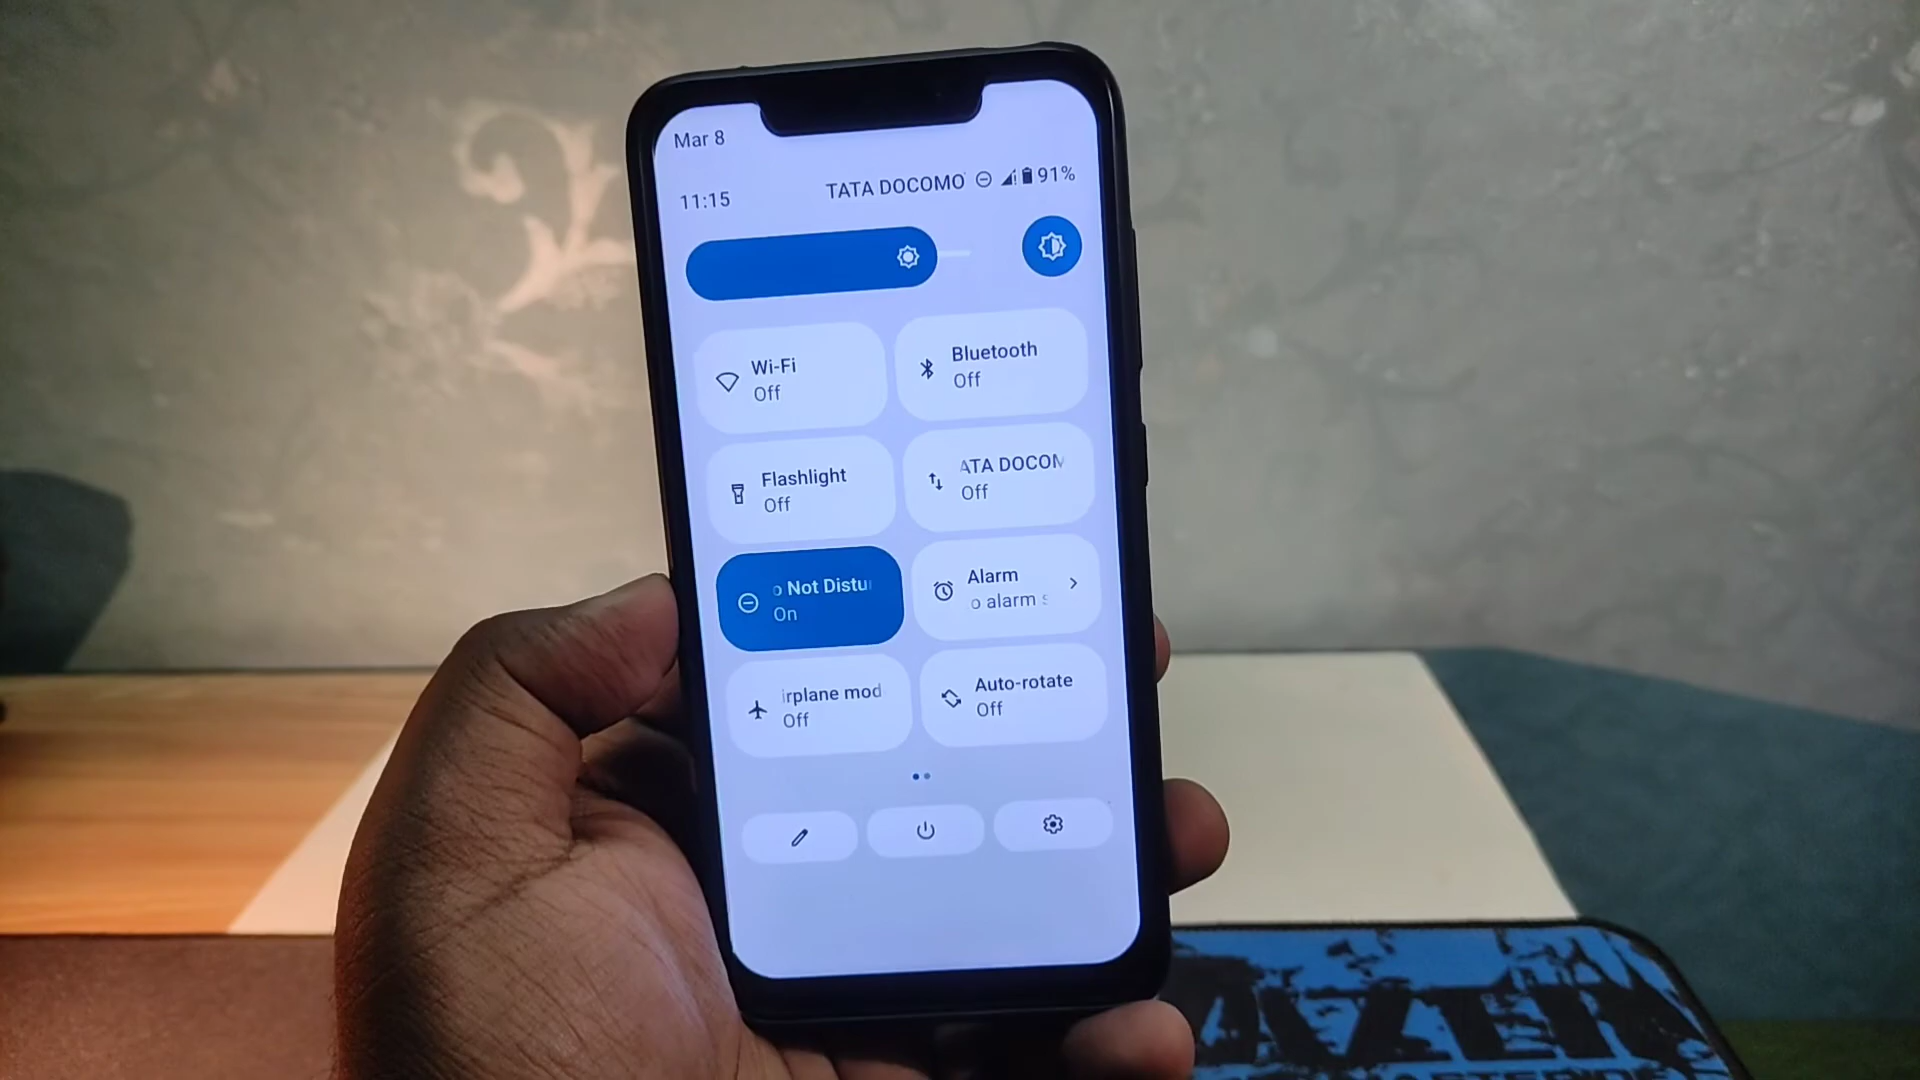 Mar 8
11:15 TATA DOCOMO 91%
Wi-Fi
Off
Bluetooth
Off
Flashlight
Off
ATA DOCOM
Off
o Not Distu
On
Alarm
o alarm s
irplane mod
Off
Auto-rotate
Off